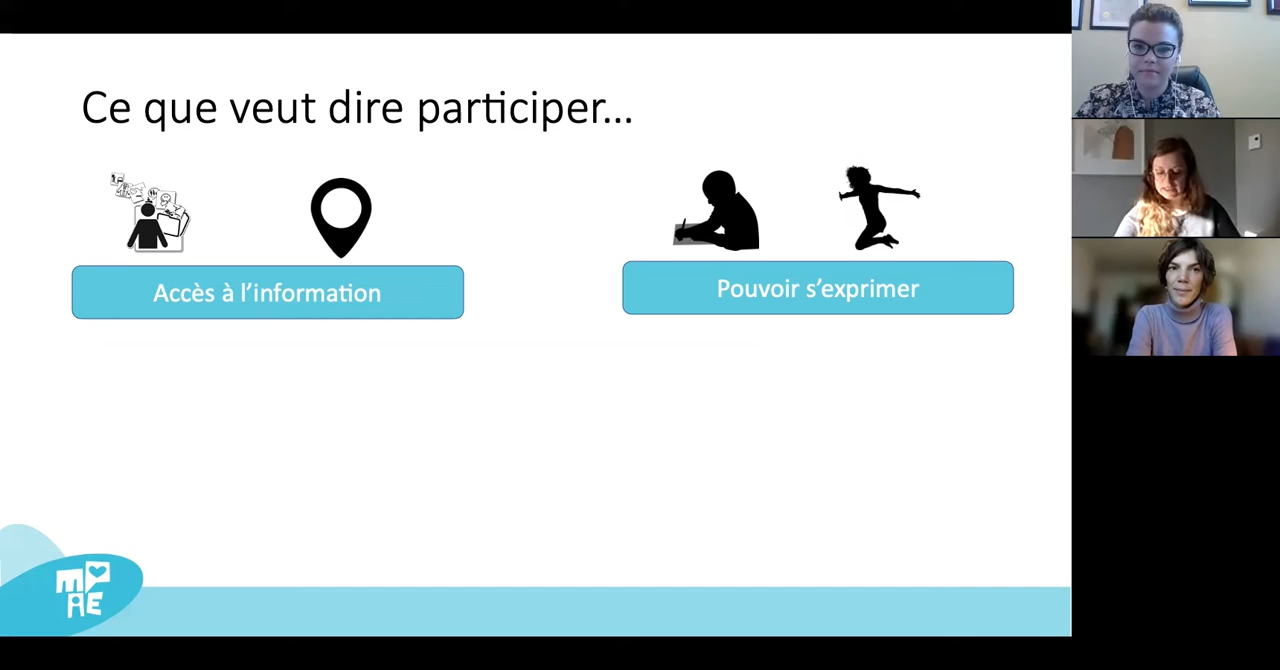 Ce que veut dire participer...
Accès à l’information
Pouvoir s’exprimer